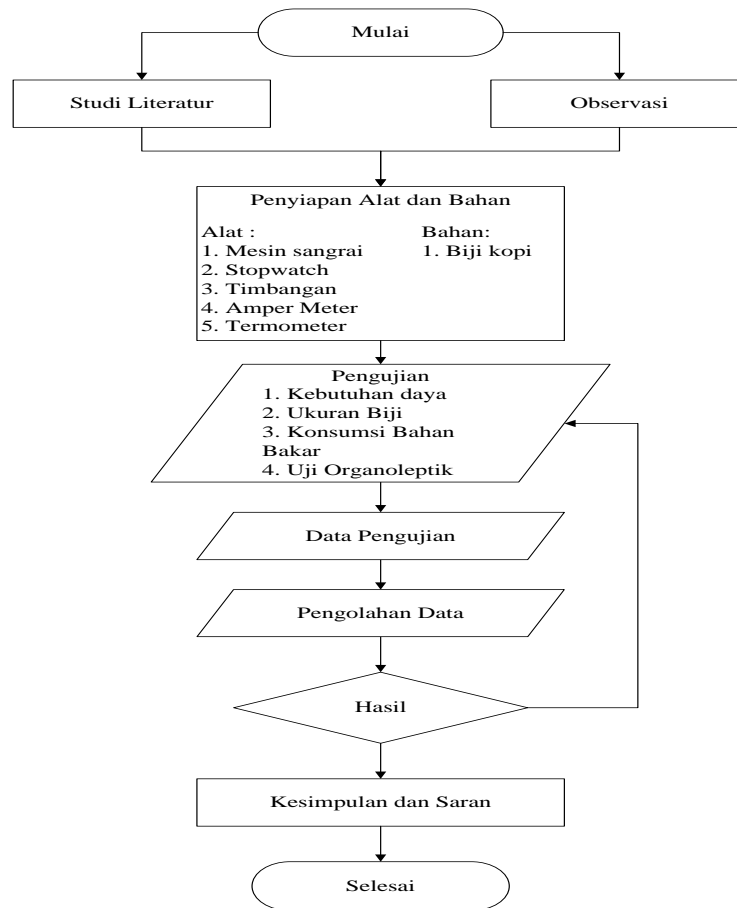 Mulai
Studi Literatur
Observasi
Penyiapan Alat dan Bahan
Alat :
1. Mesin sangrai
2. Stopwatch
3. Timbangan
4. Amper Meter
5. Termometer
Bahan:
1. Biji kopi
Pengujian
1. Kebutuhan daya
2. Ukuran Biji
3. Konsumsi Bahan
Bakar
4. Uji Organoleptik
Data Pengujian
Pengolahan Data
Hasil
Kesimpulan dan Saran
Selesai